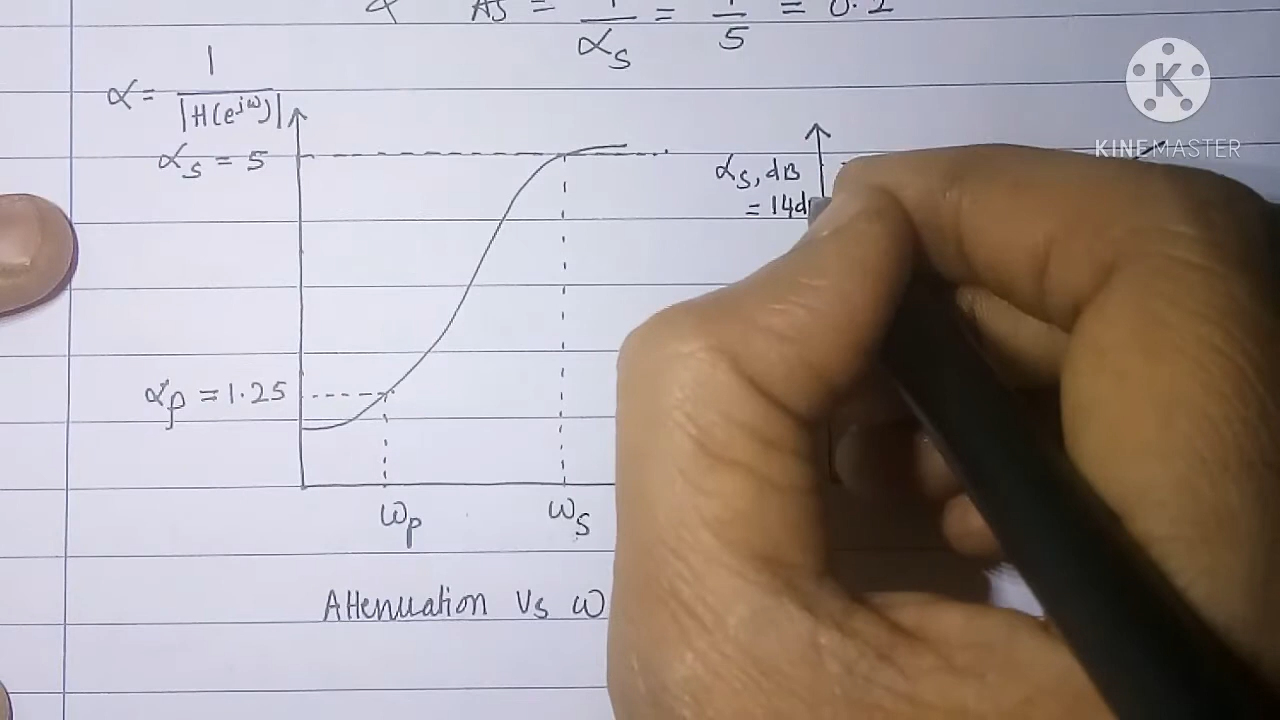 As = 1/αs = 1/5 = 0.2
α = 1/|H(e^jω)|
αs = 5
αs, dB
= 14d
αp = 1.25
ωp
ωs
Attenuation Vs ω
K
KINEMASTER